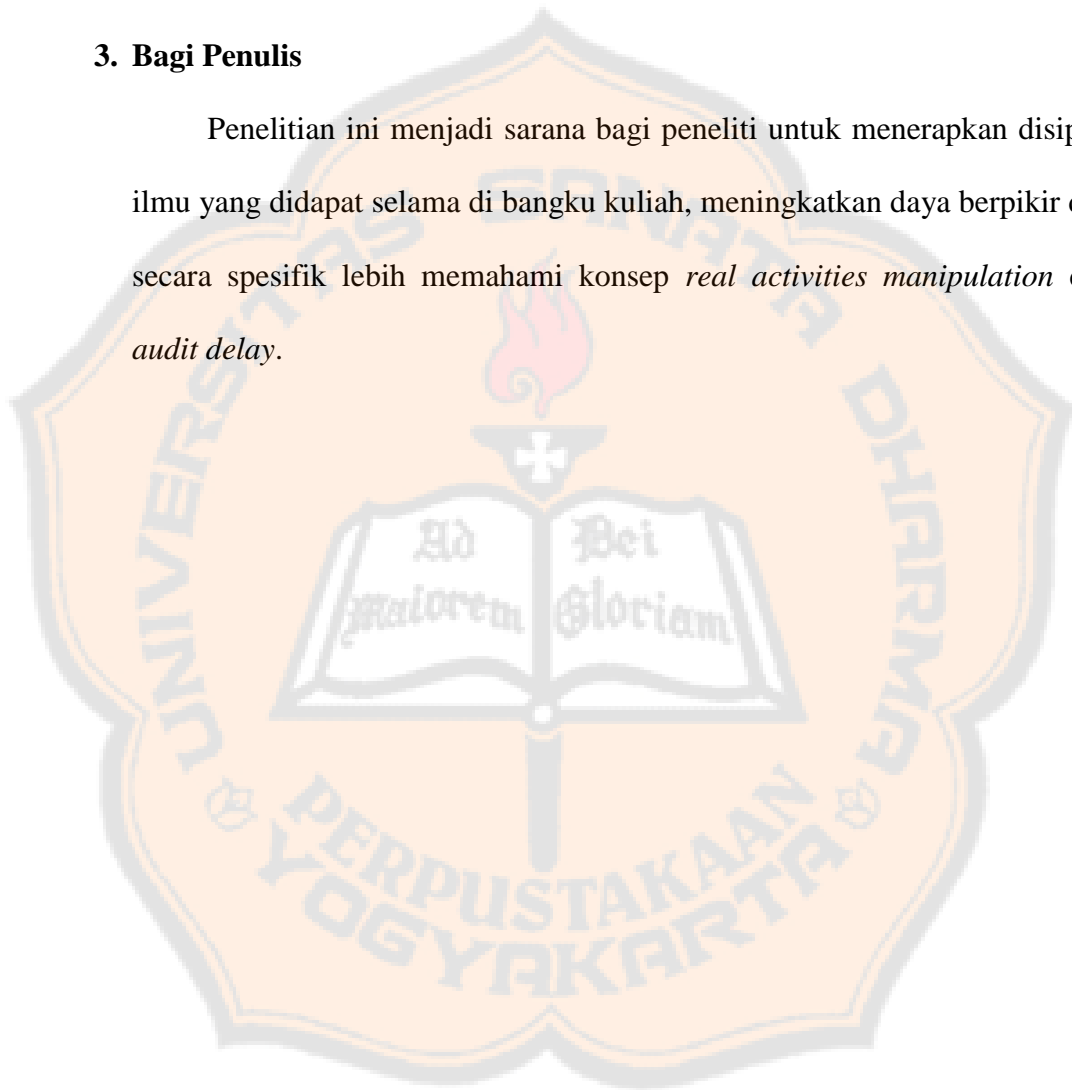 3. Bagi Penulis
Penelitian ini menjadi sarana bagi peneliti untuk menerapkan disip
ilmu yang didapat selama di bangku kuliah, meningkatkan daya berpikir
secara spesifik lebih memahami konsep real activities manipulation
audit delay.
UNIVERSITAS SANATA DHARMA
Ad Dei
Maiorem Gloriam
PERPUSTAKAAN
YOGYAKARTA